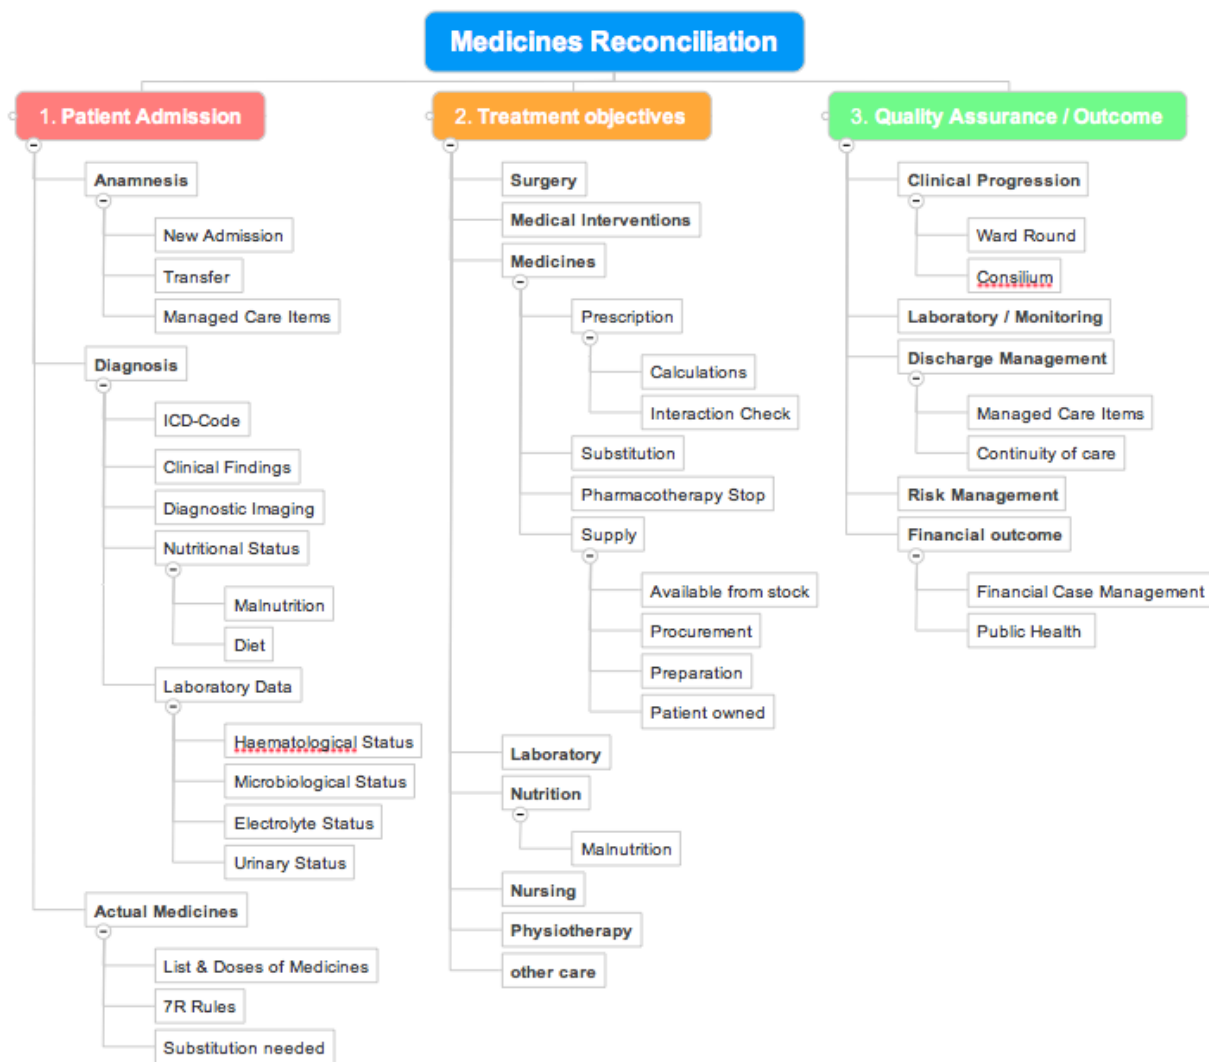 Medicines Reconciliation
1. Patient Admission
Anamnesis
New Admission
Transfer
Managed Care Items
Diagnosis
ICD-Code
Clinical Findings
Diagnostic Imaging
Nutritional Status
Malnutrition
Diet
Laboratory Data
Haematological Status
Microbiological Status
Electrolyte Status
Urinary Status
Actual Medicines
List & Doses of Medicines
7R Rules
Substitution needed
2. Treatment objectives
Surgery
Medical Interventions
Medicines
Prescription
Calculations
Interaction Check
Substitution
Pharmacotherapy Stop
Supply
Available from stock
Procurement
Preparation
Patient owned
Laboratory
Nutrition
Malnutrition
Nursing
Physiotherapy
other care
3. Quality Assurance / Outcome
Clinical Progression
Ward Round
Consilium
Laboratory / Monitoring
Discharge Management
Managed Care Items
Continuity of care
Risk Management
Financial outcome
Financial Case Management
Public Health